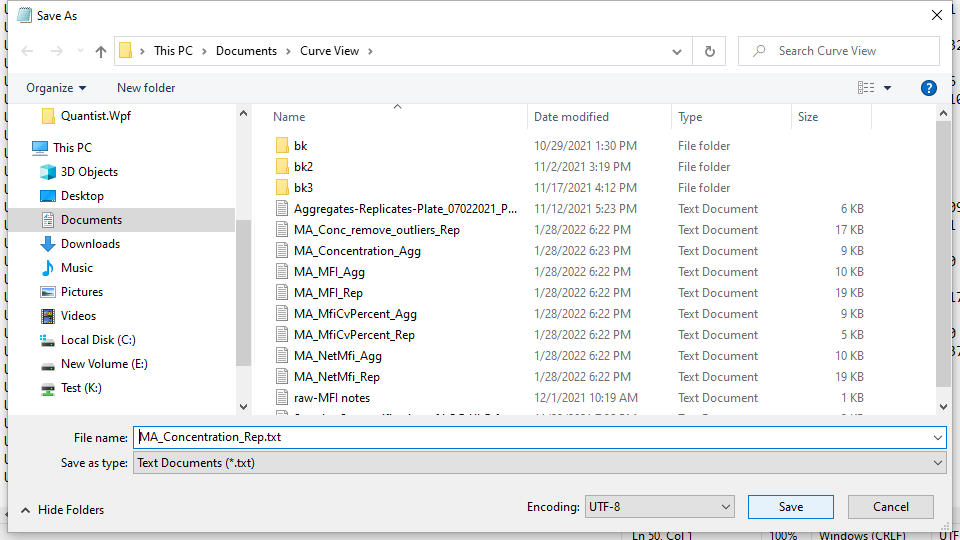 Save As
This PC > Documents > Curve View >
Search Curve View
Organize
New folder
?
Quantist.Wpf
This PC
3D Objects
Desktop
Documents
Downloads
Music
Pictures
Videos
Local Disk (C:)
New Volume (E:)
Test (K:)
Name Date modified Type Size
bk 10/29/2021 1:30 PM File folder
bk2 11/2/2021 3:19 PM File folder
bk3 11/17/2021 4:12 PM File folder
Aggregates-Replicates-Plate_07022021_P... 11/12/2021 5:23 PM Text Document 6 KB
MA_Conc_remove_outliers_Rep 1/28/2022 6:22 PM Text Document 17 KB
MA_Concentration_Agg 1/28/2022 6:23 PM Text Document 9 KB
MA_MFI_Agg 1/28/2022 6:22 PM Text Document 10 KB
MA_MFI_Rep 1/28/2022 6:22 PM Text Document 19 KB
MA_MfiCvPercent_Agg 1/28/2022 6:22 PM Text Document 9 KB
MA_MfiCvPercent_Rep 1/28/2022 6:22 PM Text Document 5 KB
MA_NetMfi_Agg 1/28/2022 6:22 PM Text Document 10 KB
MA_NetMfi_Rep 1/28/2022 6:22 PM Text Document 19 KB
raw-MFI notes 12/1/2021 10:19 AM Text Document 1 KB
File name: MA_Concentration_Rep.txt
Save as type: Text Documents (*.txt)
Hide Folders
Encoding: UTF-8
Save
Cancel
Ln 50, Col 1 100% Windows (CRLF) UTF